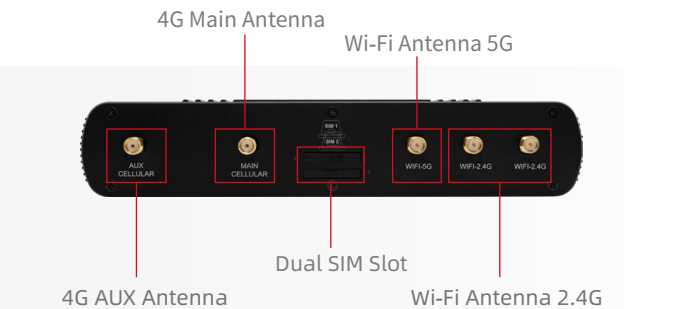 4G Main Antenna
Wi-Fi Antenna 5G
SIM 1
SIM 2
AUX
CELLULAR
MAIN
CELLULAR
WIFI-5G
WIFI-2.4G
WIFI-2.4G
Dual SIM Slot
4G AUX Antenna
Wi-Fi Antenna 2.4G